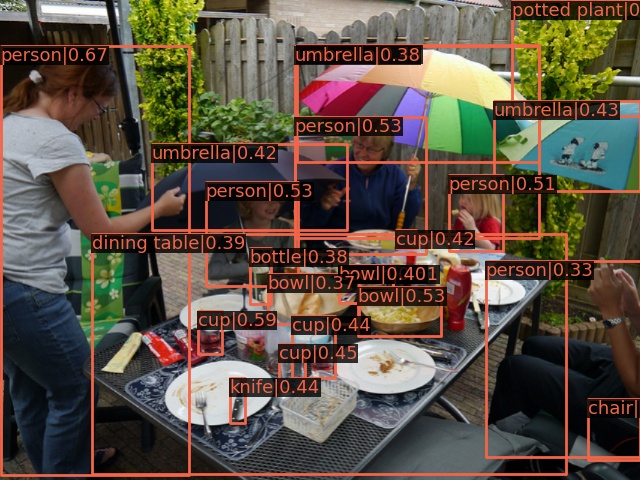 potted plant|0
person|0.67
umbrella|0.38
umbrella|0.43
person|0.53
umbrella|0.42
person|0.53
person|0.51
dining table|0.39
cup|0.42
bottle|0.38
person|0.33
bowl|0.37
bowl|0.401
bowl|0.53
cup|0.59
cup|0.44
cup|0.45
knife|0.44
chair|